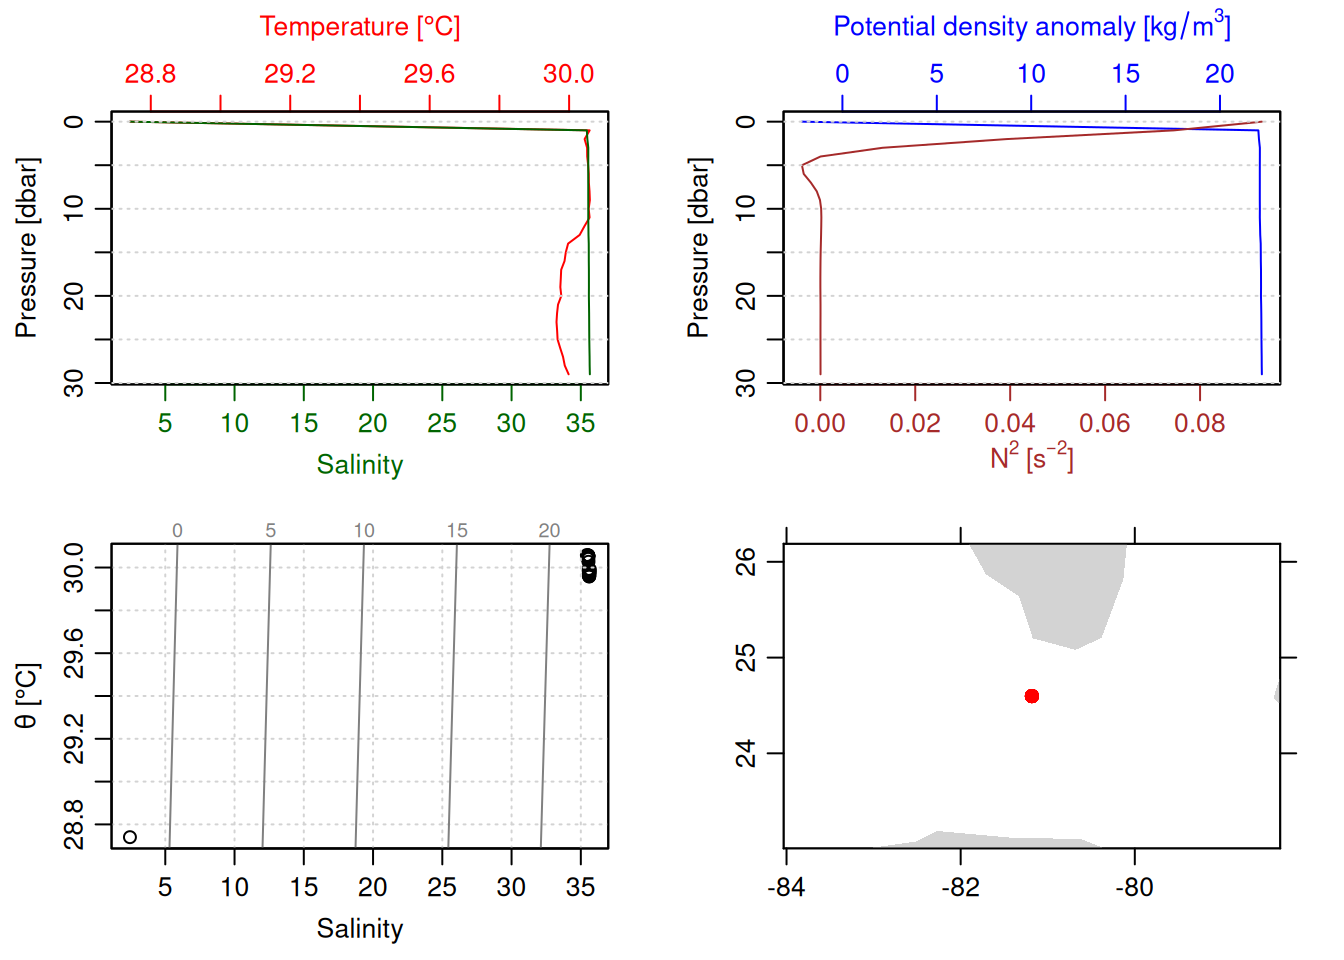 Temperature [°C]
28.8 29.2 29.6 30.0
Pressure [dbar]
0 10 20 30
5 10 15 20 25 30 35
Salinity
Potential density anomaly [kg/m³]
0 5 10 15 20
Pressure [dbar]
0 10 20 30
0.00 0.02 0.04 0.06 0.08
N² [s⁻²]
0 5 10 15 20
θ [°C]
28.8 29.2 29.6 30.0
5 10 15 20 25 30 35
Salinity
26
25
24
-84 -82 -80